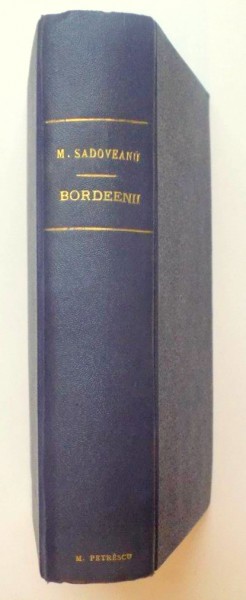 M. SADOVEANU
BORDEENII
M. PETRESCU